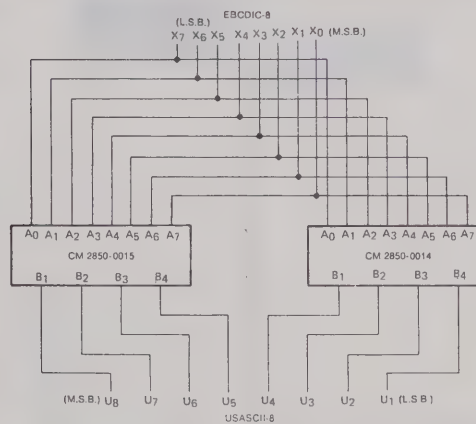 EBCDIC-8
(L.S.B.)
X7 X6 X5 X4 X3 X2 X1 X0 (M.S.B.)
A0 A1 A2 A3 A4 A5 A6 A7
CM 2850-0015
B1 B2 B3 B4
A0 A1 A2 A3 A4 A5 A6 A7
CM 2850-0014
B1 B2 B3 B4
(M.S.B.) U8 U7 U6 U5 U4 U3 U2 U1 (L.S.B)
USASCII-8